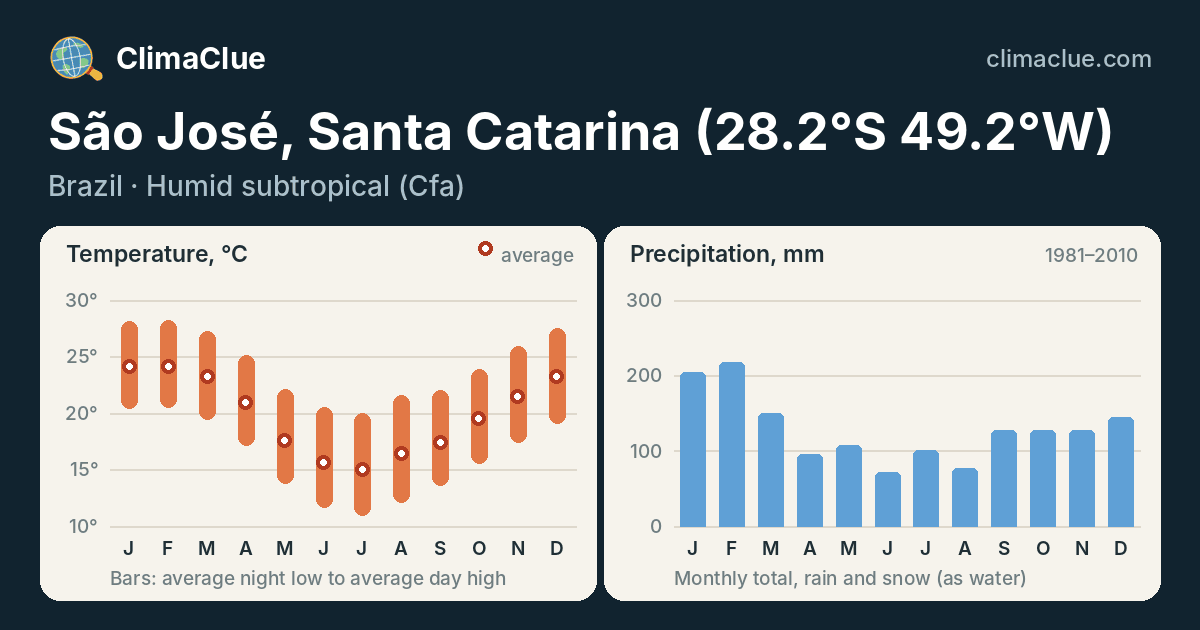 ClimaClue
climaclue.com
São José, Santa Catarina (28.2°S 49.2°W)
Brazil · Humid subtropical (Cfa)
Temperature, °C
average
30°
25°
20°
15°
10°
J F M A M J J A S O N D
Bars: average night low to average day high
Precipitation, mm
1981–2010
300
200
100
0
J F M A M J J A S O N D
Monthly total, rain and snow (as water)